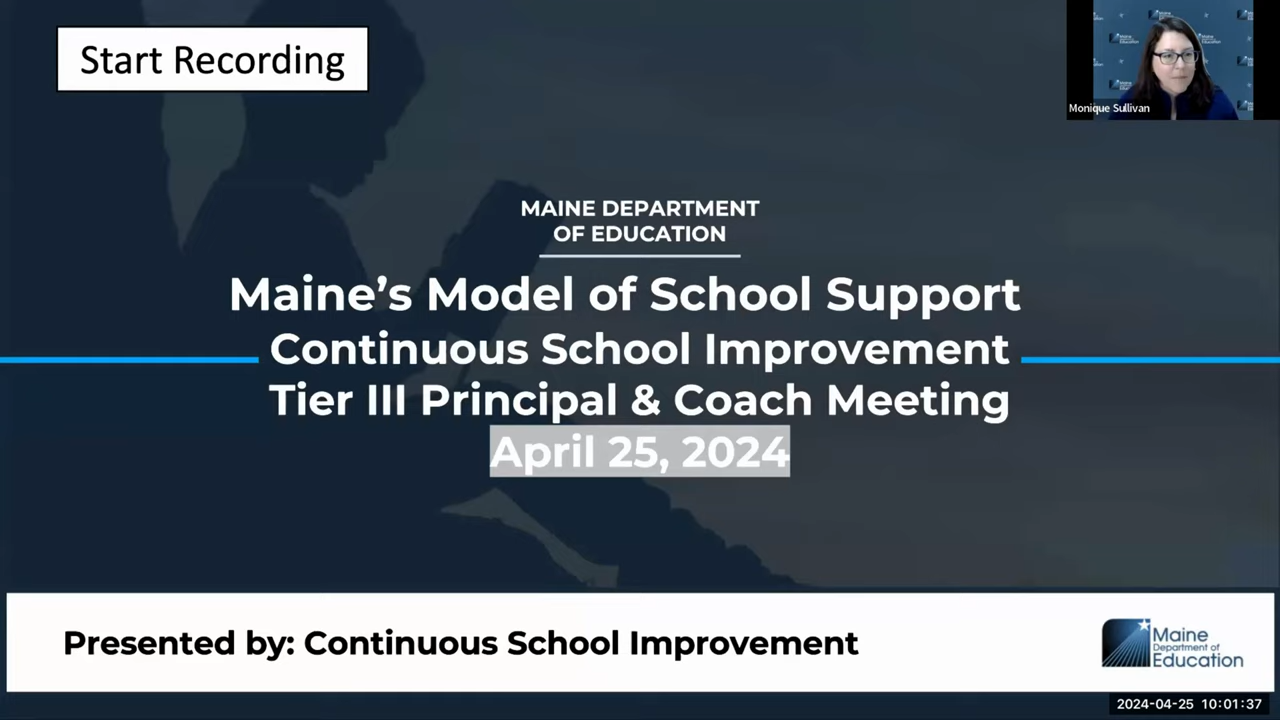 Start Recording
Monique Sullivan
MAINE DEPARTMENT
OF EDUCATION
Maine's Model of School Support
Continuous School Improvement
Tier III Principal & Coach Meeting
April 25, 2024
Presented by: Continuous School Improvement
Maine
Department of
Education
2024-04-25 10:01:37